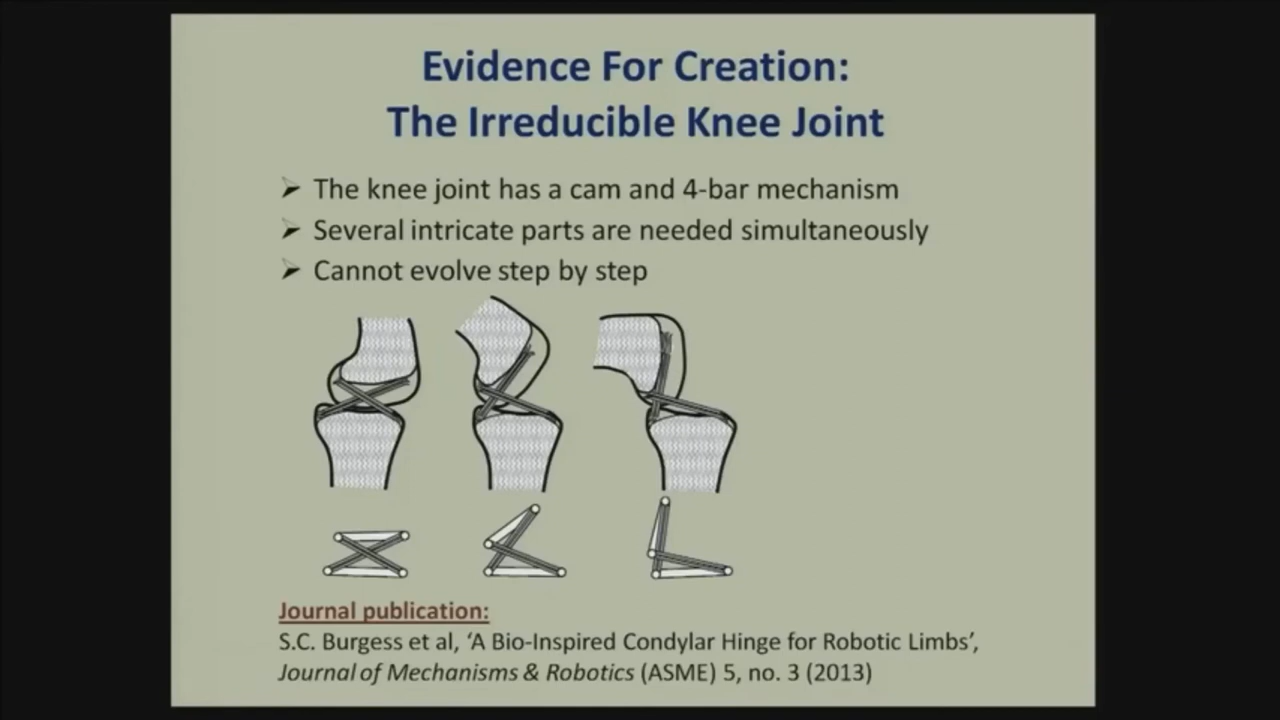 Evidence For Creation:
The Irreducible Knee Joint
➢ The knee joint has a cam and 4-bar mechanism
➢ Several intricate parts are needed simultaneously
➢ Cannot evolve step by step
Journal publication:
S.C. Burgess et al, ‘A Bio-Inspired Condylar Hinge for Robotic Limbs’,
Journal of Mechanisms & Robotics (ASME) 5, no. 3 (2013)